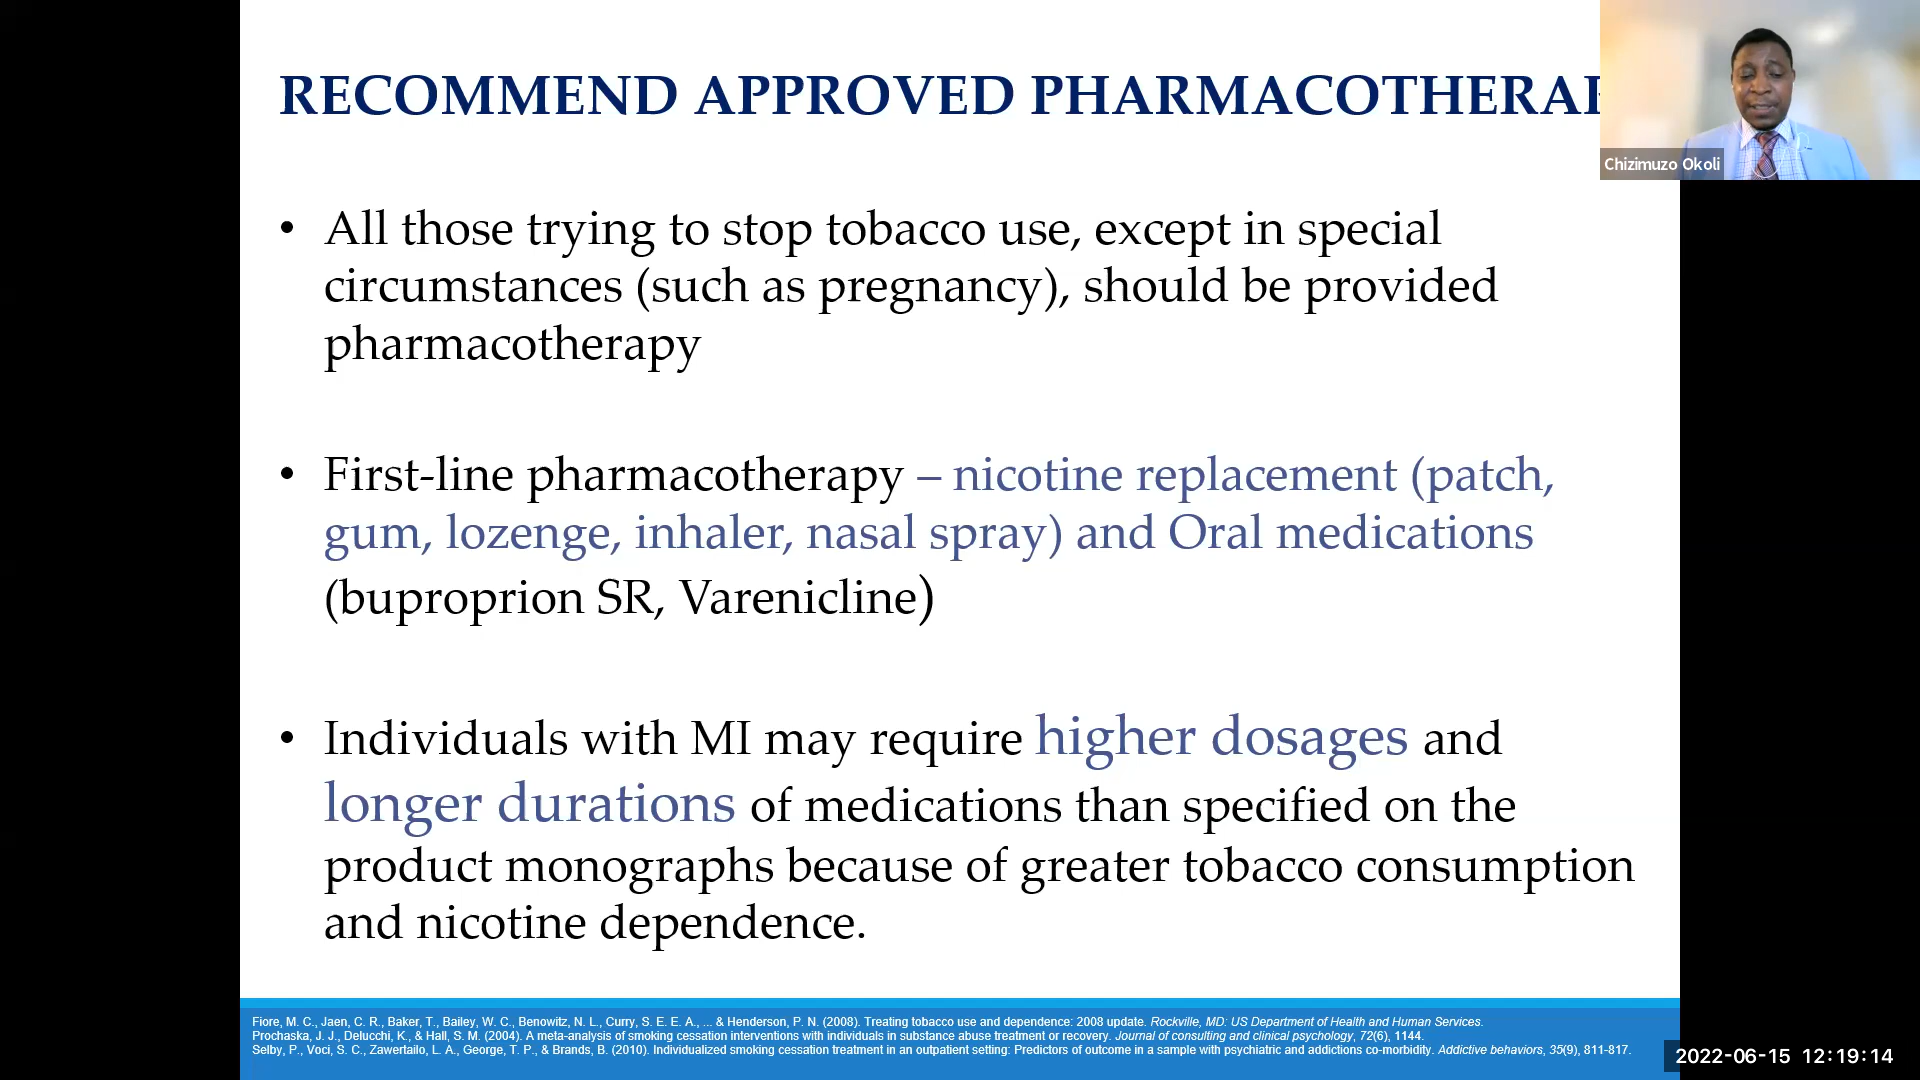 RECOMMEND APPROVED PHARMACOTHERAP
Chizimuzo Okoli
• All those trying to stop tobacco use, except in special
circumstances (such as pregnancy), should be provided
pharmacotherapy
• First-line pharmacotherapy – nicotine replacement (patch,
gum, lozenge, inhaler, nasal spray) and Oral medications
(buproprion SR, Varenicline)
• Individuals with MI may require higher dosages and
longer durations of medications than specified on the
product monographs because of greater tobacco consumption
and nicotine dependence.
Fiore, M. C., Jaen, C. R., Baker, T., Bailey, W. C., Benowitz, N. L., Curry, S. E. E. A., ... & Henderson, P. N. (2008). Treating tobacco use and dependence: 2008 update. Rockville, MD: US Department of Health and Human Services.
Prochaska, J. J., Delucchi, K., & Hall, S. M. (2004). A meta-analysis of smoking cessation interventions with individuals in substance abuse treatment or recovery. Journal of consulting and clinical psychology, 72(6), 1144.
Selby, P., Voci, S. C., Zawertailo, L. A., George, T. P., & Brands, B. (2010). Individualized smoking cessation treatment in an outpatient setting: Predictors of outcome in a sample with psychiatric and addictions co-morbidity. Addictive behaviors, 35(9), 811-817.
2022-06-15 12:19:14